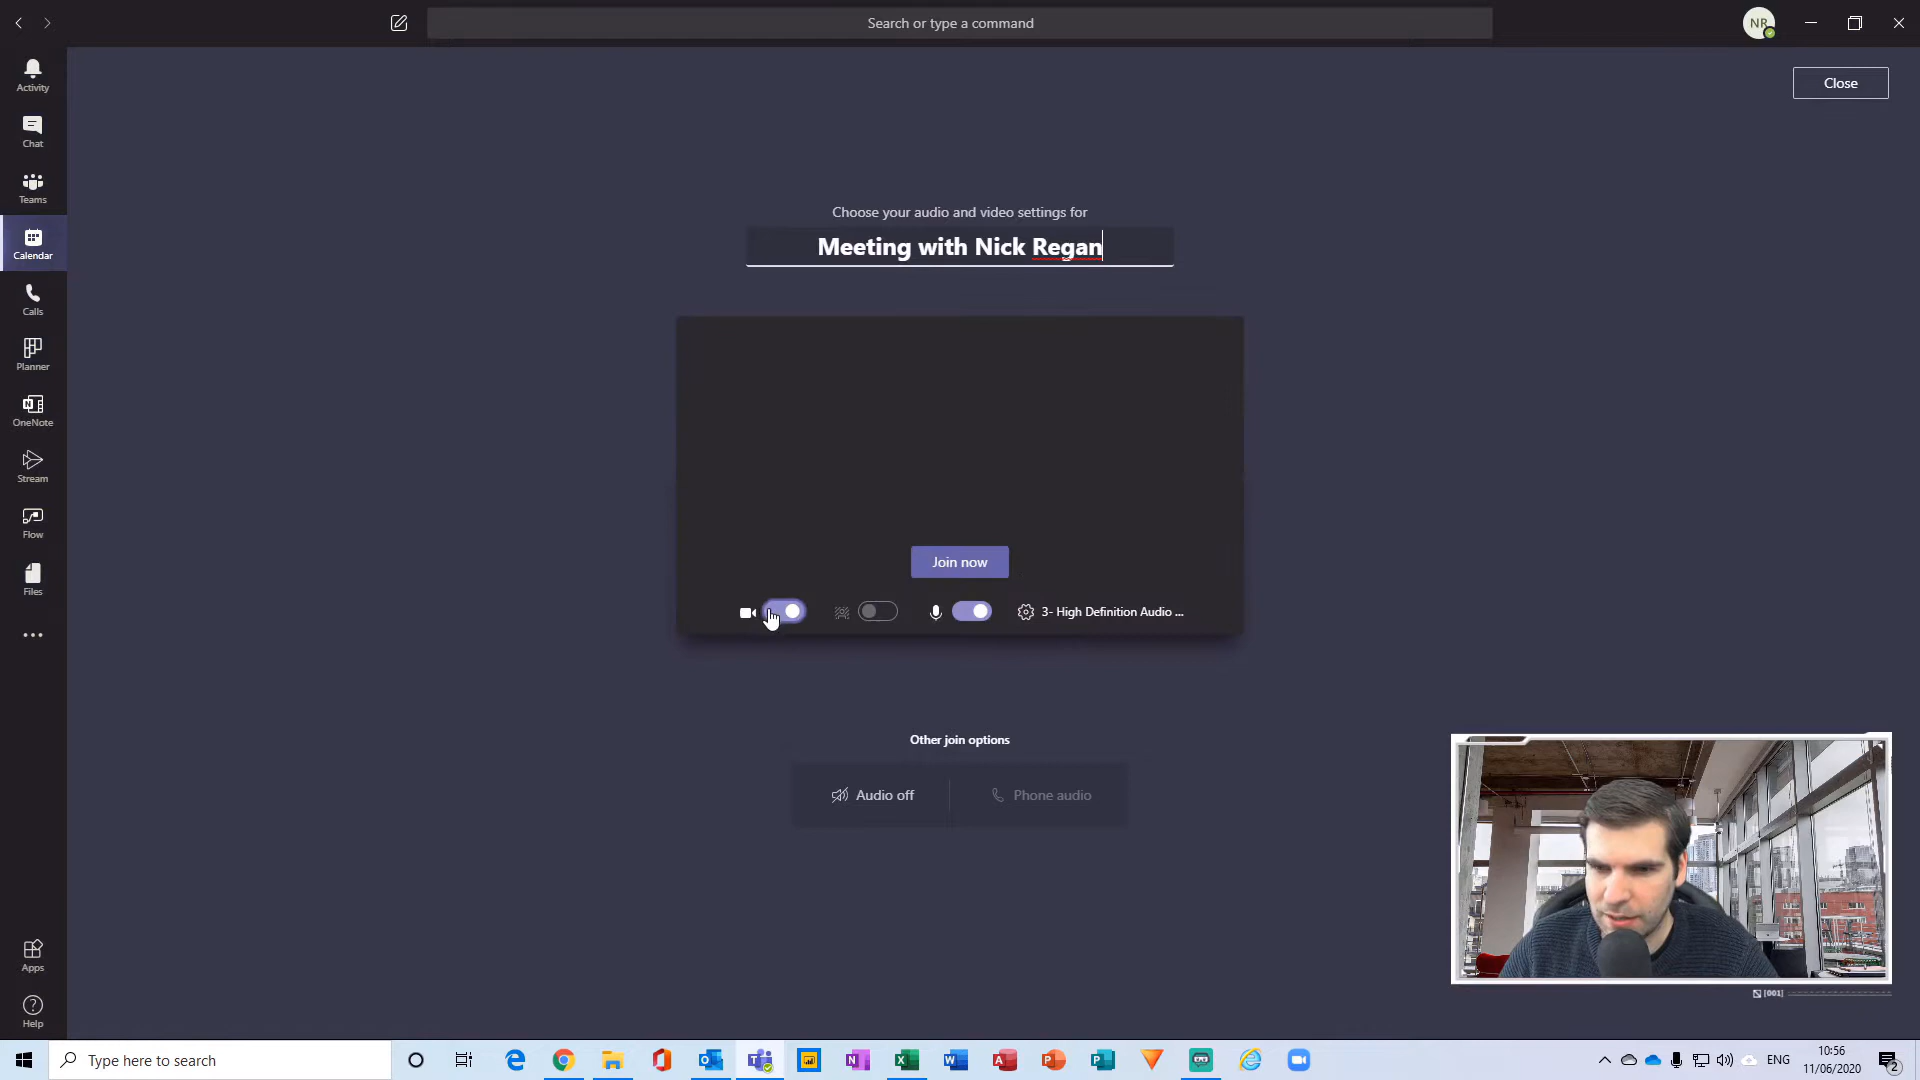 Search or type a command
NR
Activity
Chat
Teams
Calendar
Calls
Planner
OneNote
Stream
Flow
Files
Apps
Help
Close
Choose your audio and video settings for
Meeting with Nick Regan
Join now
3- High Definition Audio ...
Other join options
Audio off
Phone audio
[001]
Type here to search
ENG
10:56
11/06/2020
2